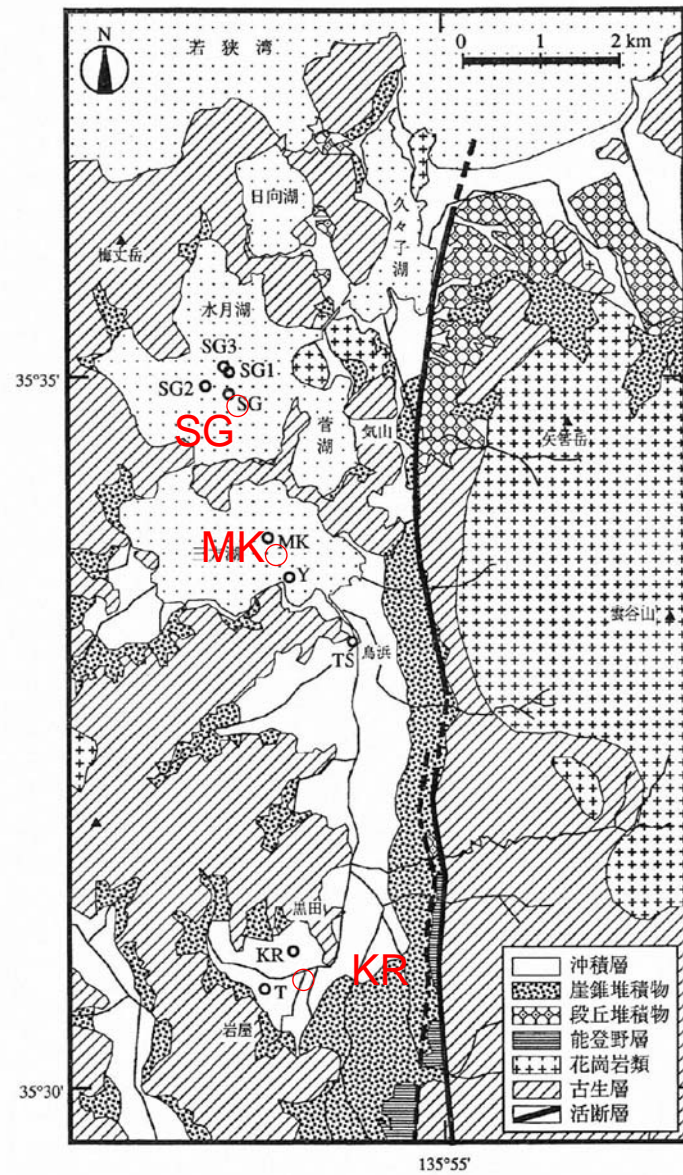 N
若狭湾
0 1 2 km
日向湖
久々子湖
梅丈岳
水月湖
SG3
SG1
35°35'
SG2
SG
SG
菅湖
気山
矢筈岳
MK
MK
Y
雲谷山
TS
鳥浜
黒田
KR
KR
T
岩屋
沖積層
崖錐堆積物
段丘堆積物
能登野層
花崗岩類
古生層
活断層
35°30'
135°55'